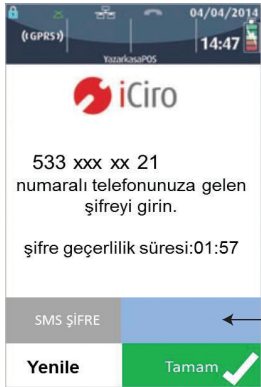 04/04/2014
((GPRS))
14:47
YazarkasaPOS
iCiro
533 xxx xx 21
numaralı telefonunuza gelen
şifreyi girin.
şifre geçerlilik süresi:01:57
SMS ŞİFRE
Yenile Tamam